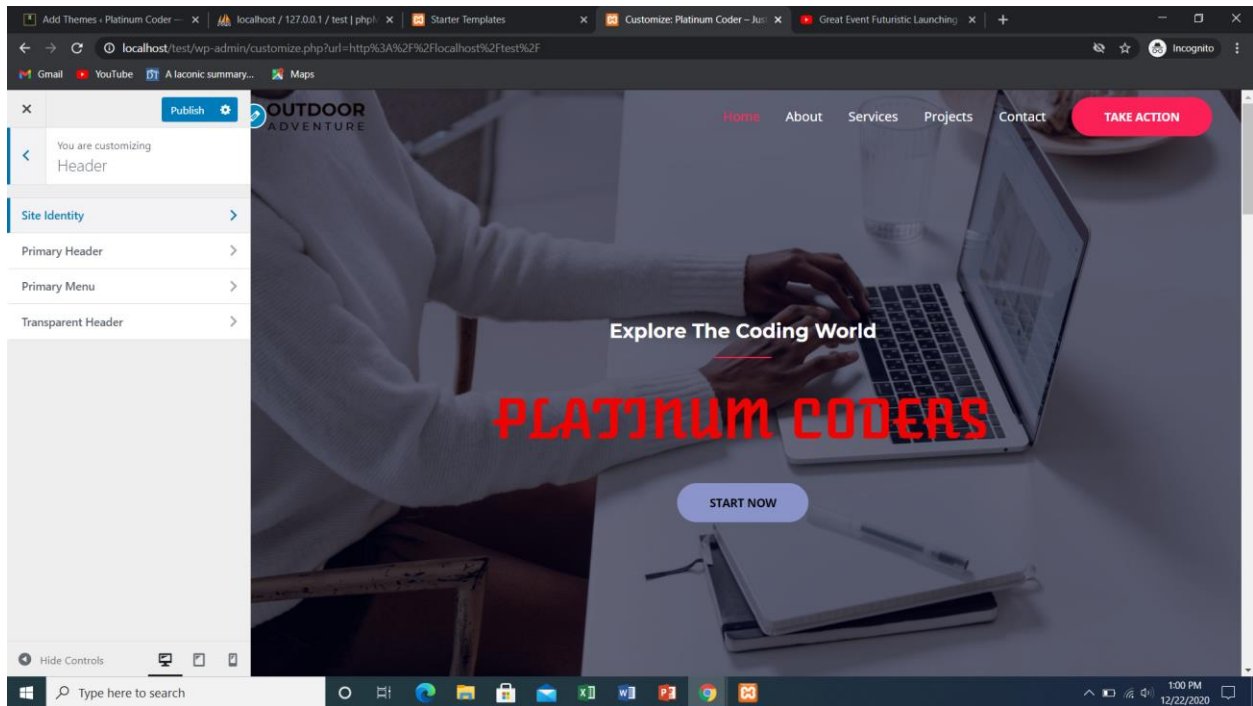 Add Themes ‹ Platinum Coder —
localhost / 127.0.0.1 / test | php
Starter Templates
Customize: Platinum Coder – Jus
Great Event Futuristic Launching
localhost/test/wp-admin/customize.php?url=http%3A%2F%2Flocalhost%2Ftest%2F
Incognito
Gmail
YouTube
A laconic summary...
Maps
Publish
You are customizing
Header
Site Identity
Primary Header
Primary Menu
Transparent Header
Hide Controls
OUTDOOR
ADVENTURE
Home About Services Projects Contact TAKE ACTION
Explore The Coding World
PLATINUM CODERS
START NOW
Type here to search
1:00 PM
12/22/2020